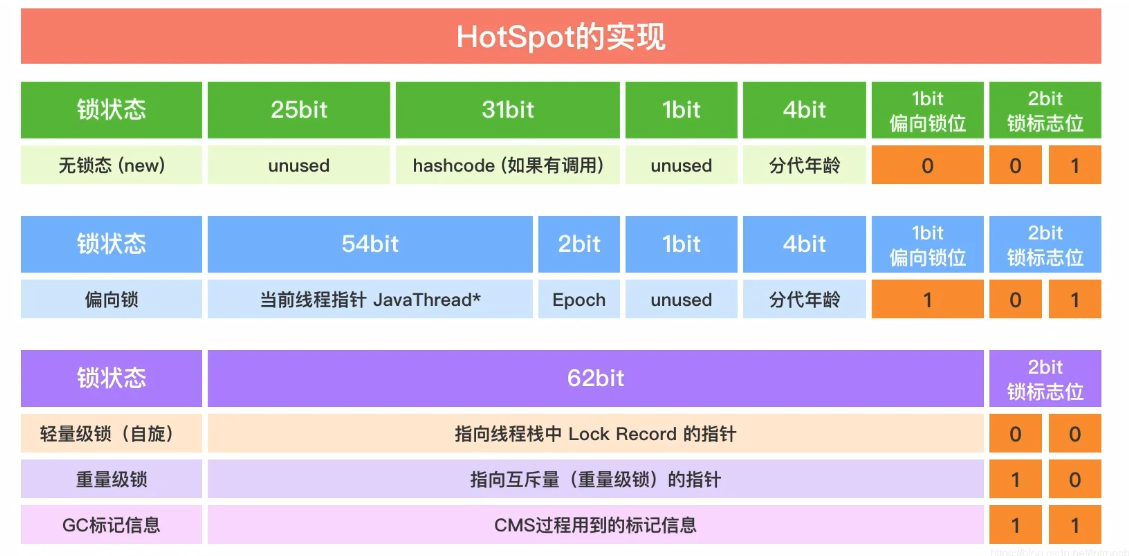 HotSpot的实现
锁状态 25bit 31bit 1bit 4bit 1bit 2bit
偏向锁位 锁标志位
无锁态 (new) unused hashcode (如果有调用) unused 分代年龄 0 0 1
锁状态 54bit 2bit 1bit 4bit 1bit 2bit
偏向锁位 锁标志位
偏向锁 当前线程指针 JavaThread* Epoch unused 分代年龄 1 0 1
锁状态 62bit 2bit
锁标志位
轻量级锁（自旋） 指向线程栈中 Lock Record 的指针 0 0
重量级锁 指向互斥量（重量级锁）的指针 1 0
GC标记信息 CMS过程用到的标记信息 1 1